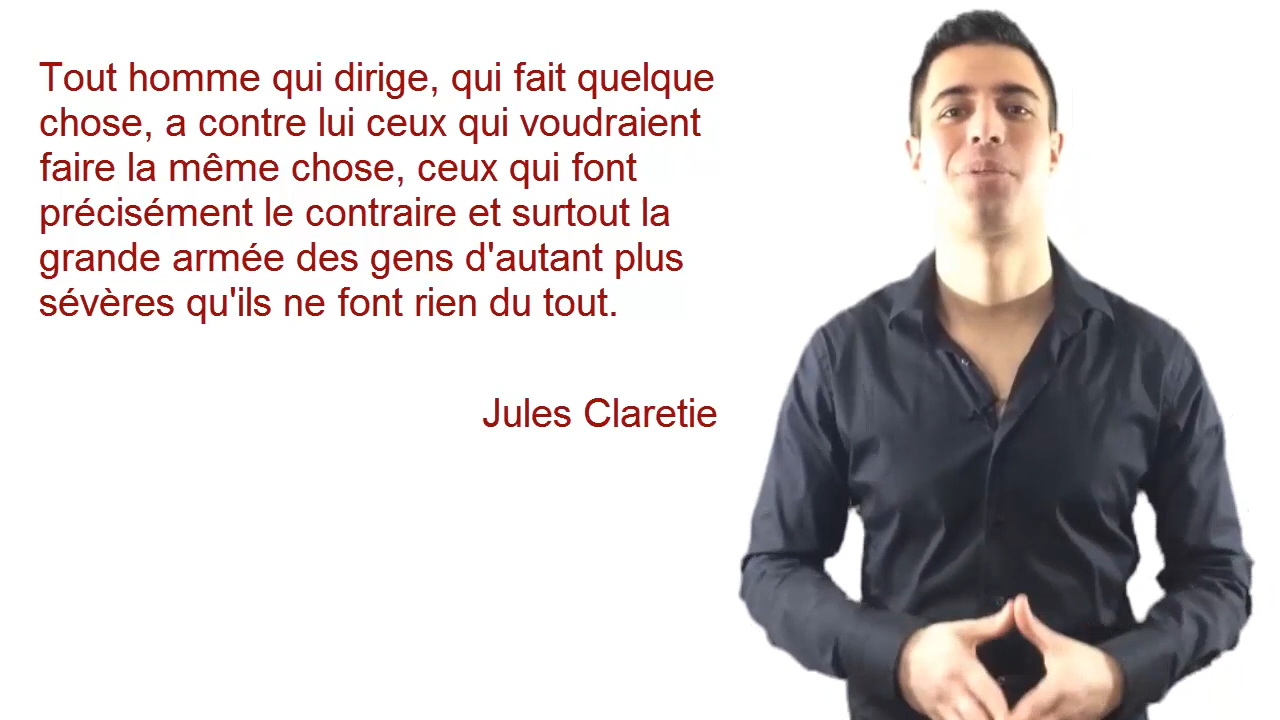 Tout homme qui dirige, qui fait quelque
chose, a contre lui ceux qui voudraient
faire la même chose, ceux qui font
précisément le contraire et surtout la
grande armée des gens d'autant plus
sévères qu'ils ne font rien du tout.
Jules Claretie